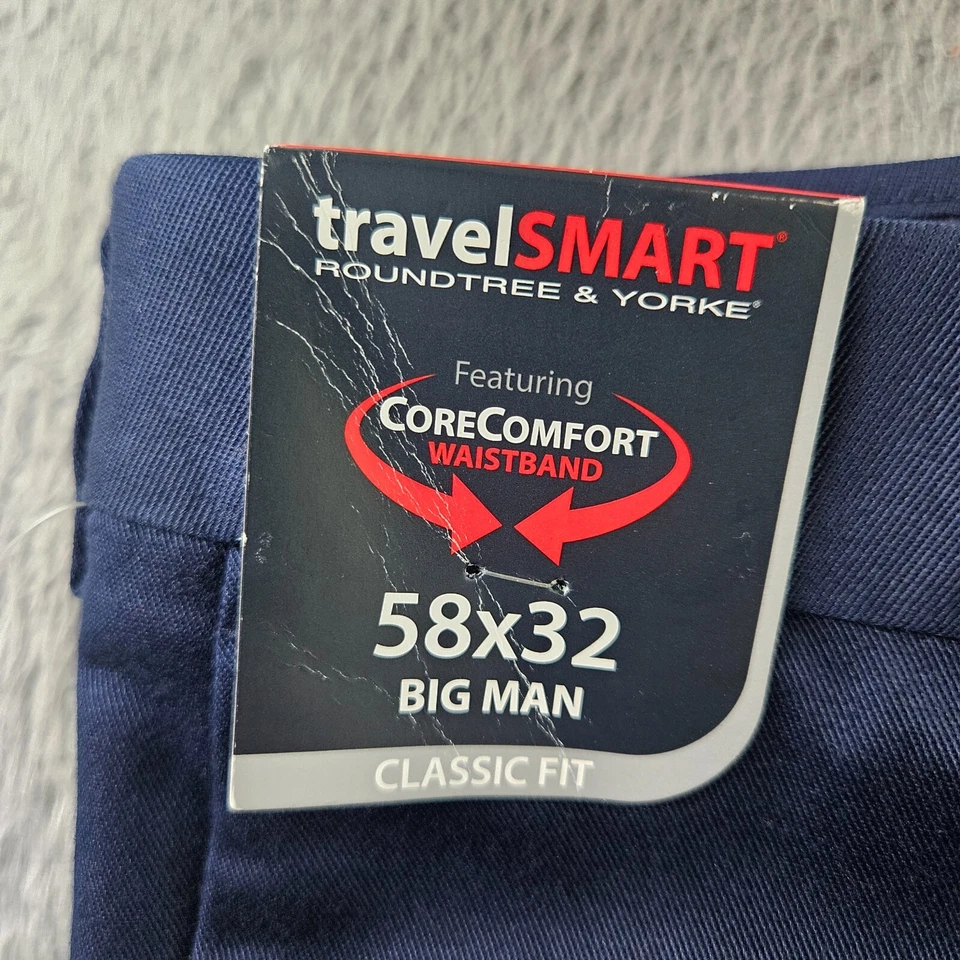 travelSMART®
ROUNDTREE & YORKE®
Featuring
CORECOMFORT
WAISTBAND
58x32
BIG MAN
CLASSIC FIT